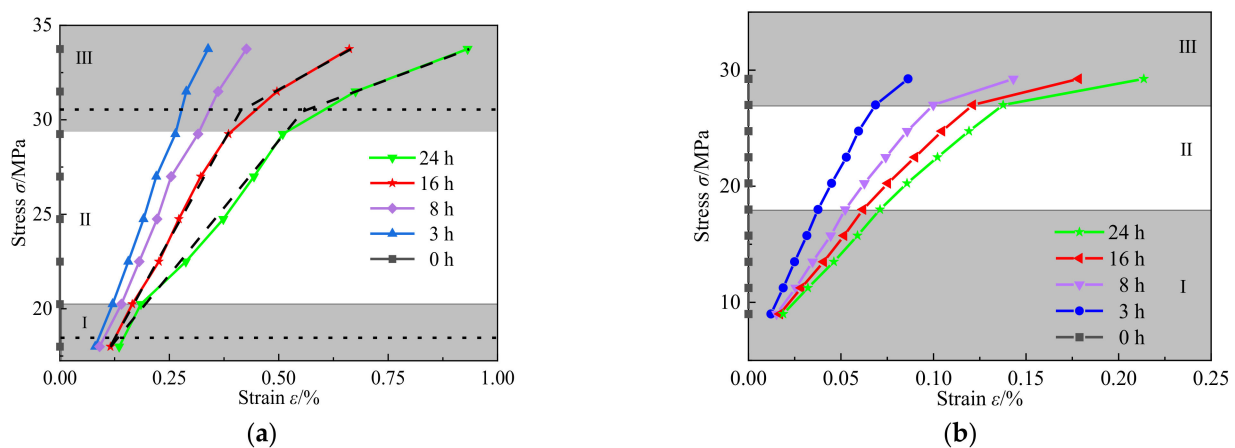 35
30
25
20
0.00
0.25
0.50
0.75
1.00
Stress σ/MPa
Strain ε/%
III
II
I
24 h
16 h
8 h
3 h
0 h
(a)
30
20
10
0.00
0.05
0.10
0.15
0.20
0.25
Stress σ/MPa
Strain ε/%
III
II
I
24 h
16 h
8 h
3 h
0 h
(b)